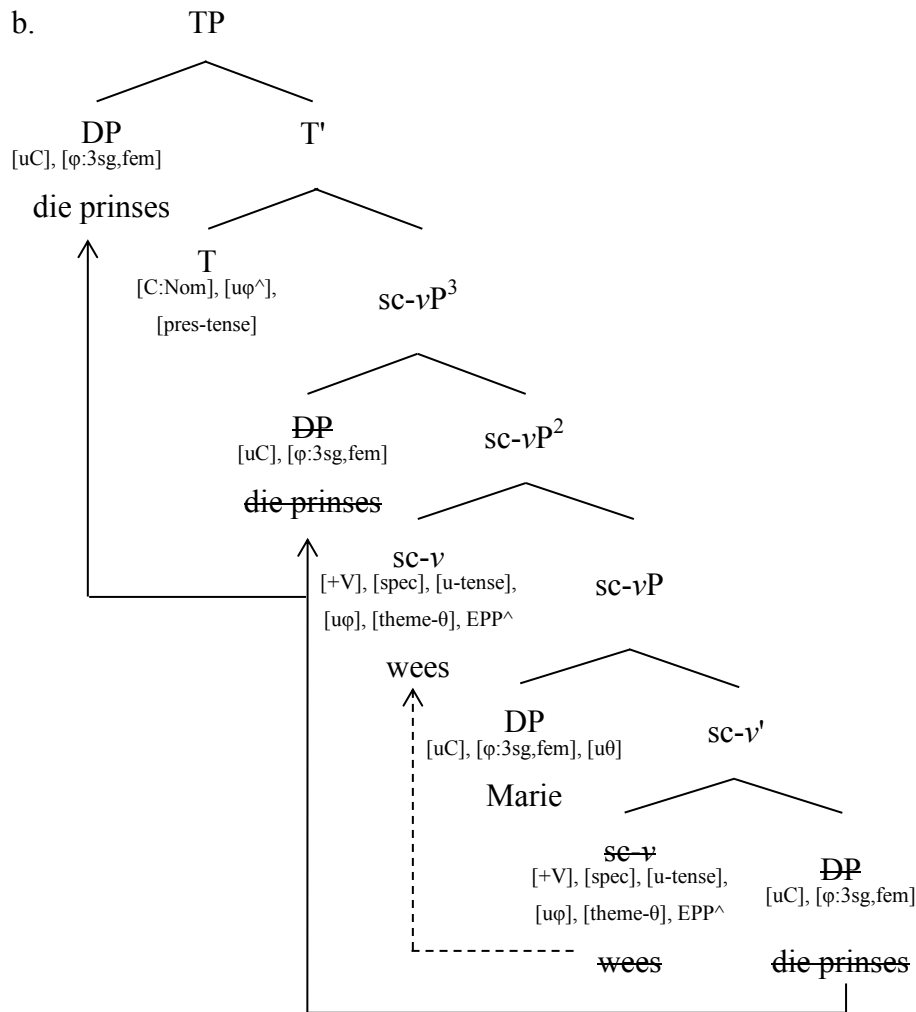 b. TP
DP T'
[uC], [φ:3sg,fem]
die prinses
T
[C:Nom], [uφ^],
[pres-tense]
sc-vP³
DP
[uC], [φ:3sg,fem]
die prinses
sc-vP²
sc-v
[+V], [spec], [u-tense],
[uφ], [theme-θ], EPP^
wees
sc-vP
DP
[uC], [φ:3sg,fem], [uθ]
Marie
sc-v'
sc-v
[+V], [spec], [u-tense],
[uφ], [theme-θ], EPP^
wees
DP
[uC], [φ:3sg,fem]
die prinses